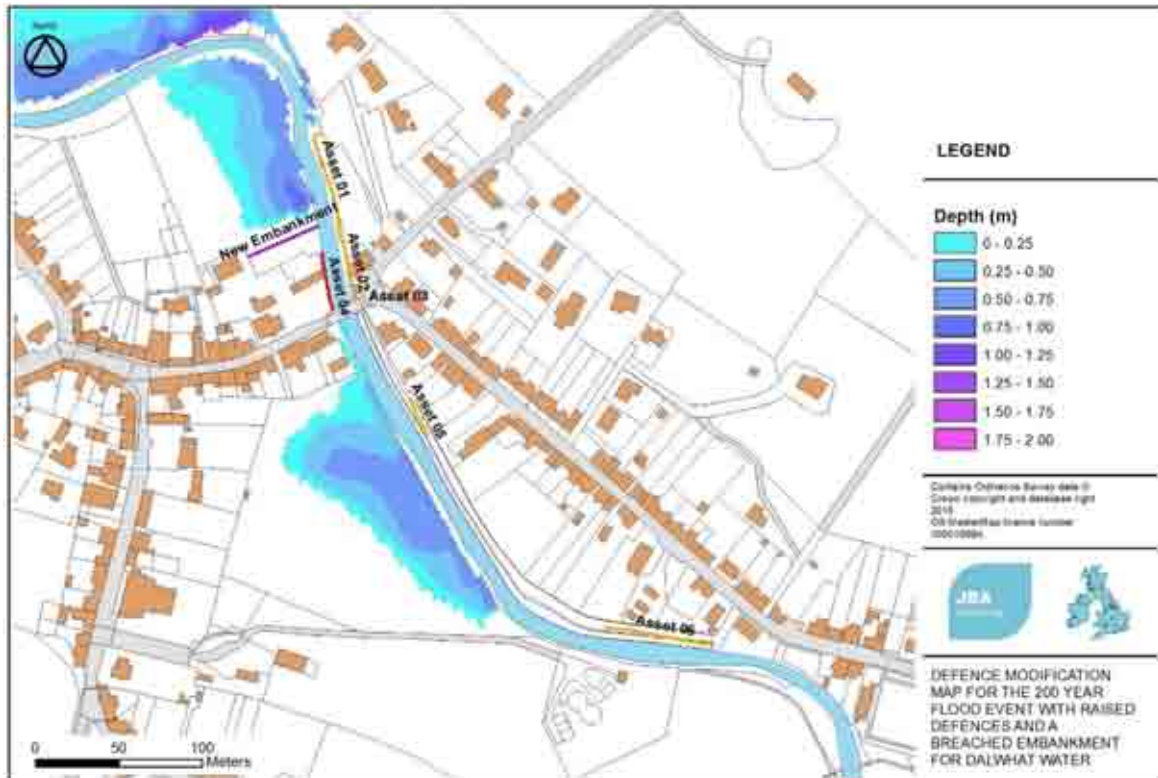 North
Asset 01
New Embankment
Asset 02
Asset 04
Asset 03
Asset 05
Asset 06
0 50 100
Meters
LEGEND
Depth (m)
0 - 0.25
0.25 - 0.50
0.50 - 0.75
0.75 - 1.00
1.00 - 1.25
1.25 - 1.50
1.50 - 1.75
1.75 - 2.00
Contains Ordnance Survey data ©
Crown copyright and database right
OS MasterMap licence number
JBA
DEFENCE MODIFICATION
MAP FOR THE 200 YEAR
FLOOD EVENT WITH RAISED
DEFENCES AND A
BREACHED EMBANKMENT
FOR DALWHAT WATER